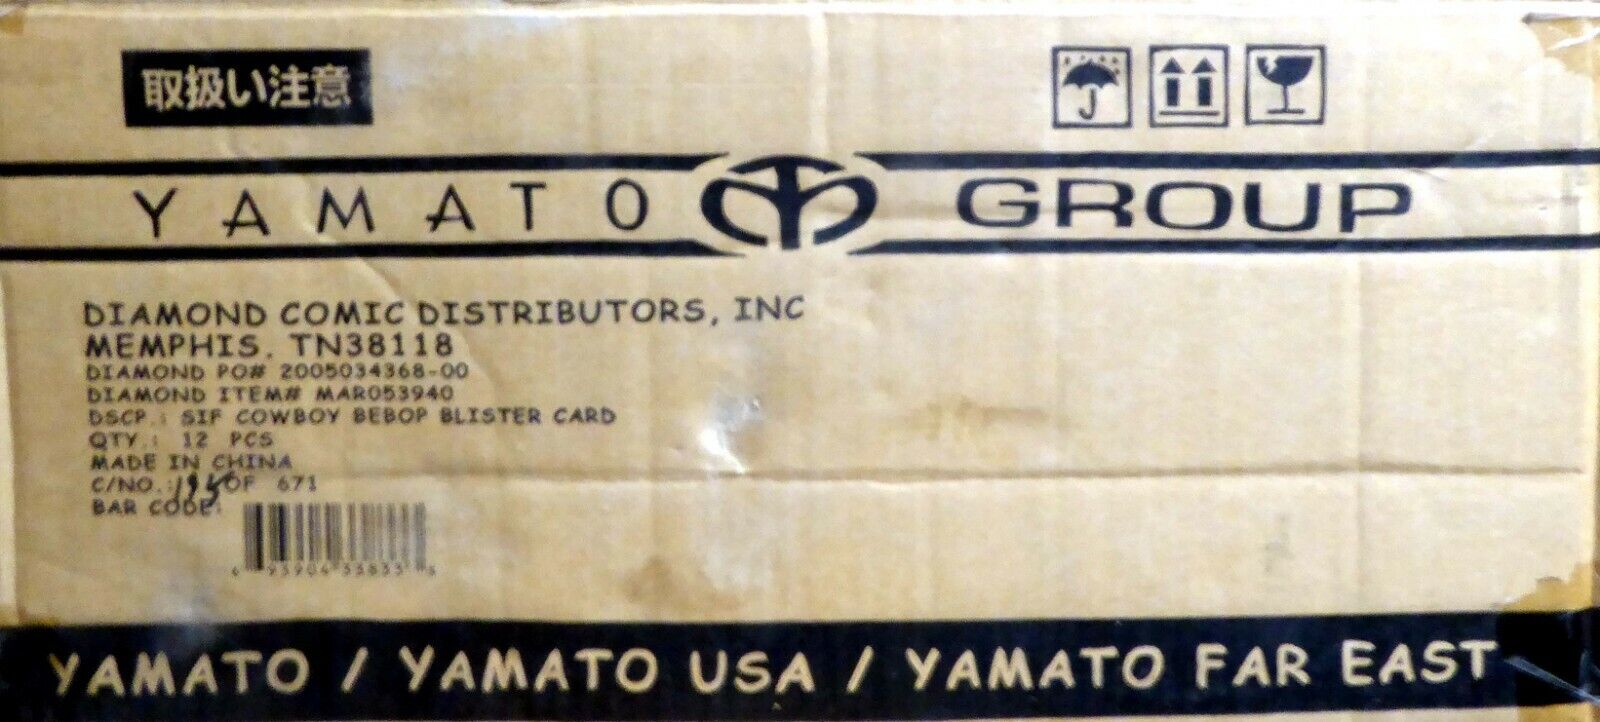 取扱い注意
YAMATO GROUP
DIAMOND COMIC DISTRIBUTORS, INC
MEMPHIS. TN38118
DIAMOND PO# 2005034368-00
DIAMOND ITEM# MAR053940
DSCP.: SIF COWBOY BEBOP BLISTER CARD
QTY.: 12 PCS
MADE IN CHINA
C/NO.: 195 OF 671
BAR CODE:
YAMATO / YAMATO USA / YAMATO FAR EAST